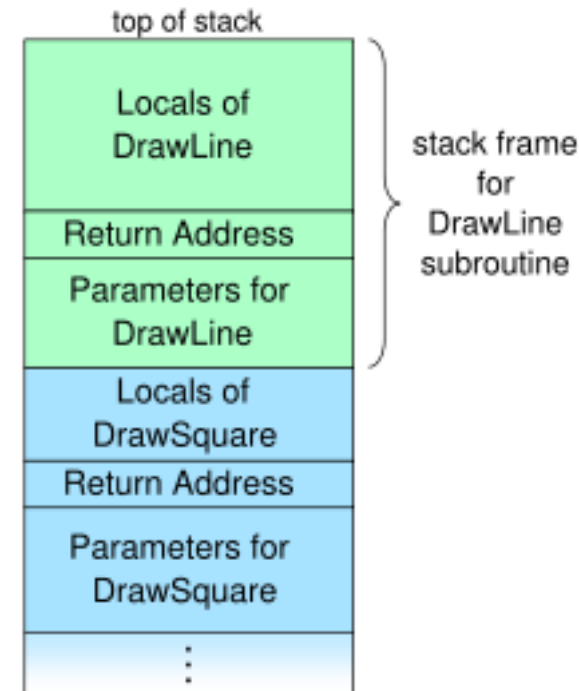 top of stack
Locals of
DrawLine
Return Address
Parameters for
DrawLine
Locals of
DrawSquare
Return Address
Parameters for
DrawSquare
⋮
stack frame
for
DrawLine
subroutine